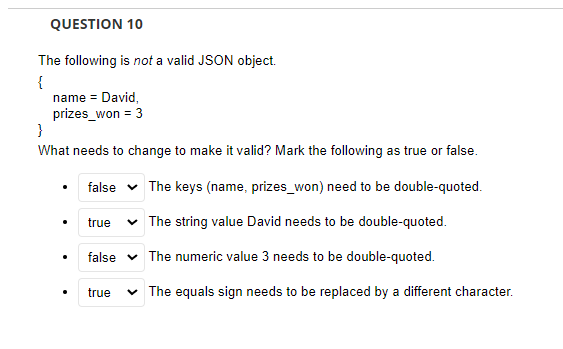 QUESTION 10
The following is not a valid JSON object.
{
name = David,
prizes_won = 3
}
What needs to change to make it valid? Mark the following as true or false.
• false The keys (name, prizes_won) need to be double-quoted.
• true The string value David needs to be double-quoted.
• false The numeric value 3 needs to be double-quoted.
• true The equals sign needs to be replaced by a different character.